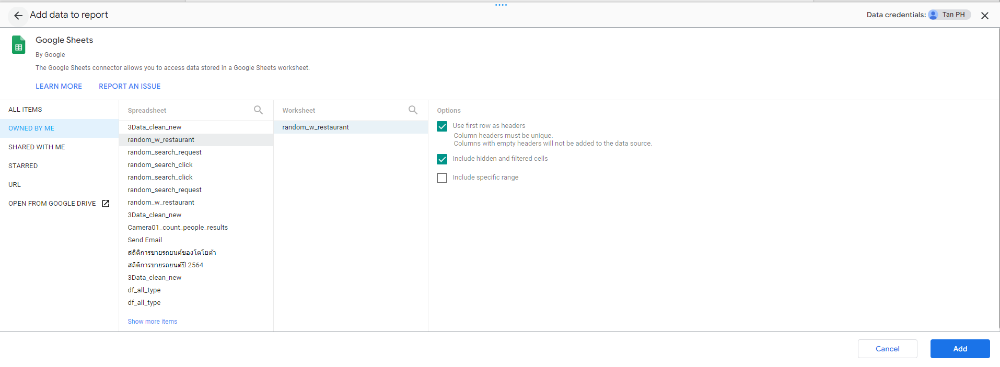 Add data to report
Data credentials: Tan PH
Google Sheets
By Google
The Google Sheets connector allows you to access data stored in a Google Sheets worksheet.
LEARN MORE REPORT AN ISSUE
ALL ITEMS
OWNED BY ME
SHARED WITH ME
STARRED
URL
OPEN FROM GOOGLE DRIVE
Spreadsheet
3Data_clean_new
random_w_restaurant
random_search_request
random_search_click
random_search_click
random_search_request
random_w_restaurant
3Data_clean_new
Camera01_count_people_results
Send Email
สถิติการขายรถยนต์ของโตโยต้า
สถิติการขายรถยนต์ปี 2564
3Data_clean_new
df_all_type
df_all_type
Show more items
Worksheet
random_w_restaurant
Options
Use first row as headers
Column headers must be unique.
Columns with empty headers will not be added to the data source.
Include hidden and filtered cells
Include specific range
Cancel Add